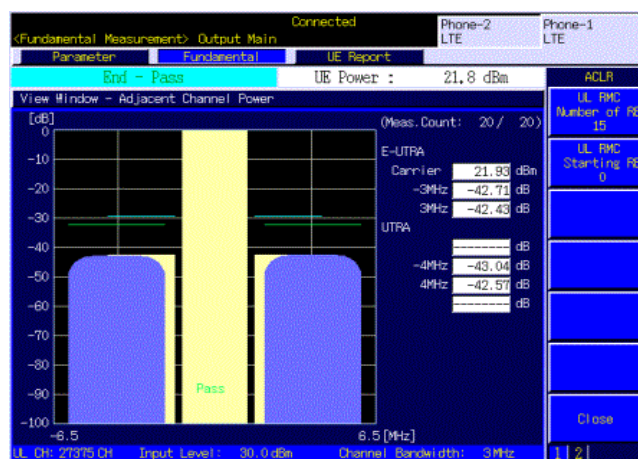 Connected
Phone-2 LTE
Phone-1 LTE
<Fundamental Measurement> Output Main
Parameter Fundamental UE Report
End - Pass UE Power : 21.8 dBm
ACLR
View Window - Adjacent Channel Power
UL RMC
Number of RB
15
UL RMC
Starting RB
0
Close
1 2
[dB]
(Meas.Count: 20 / 20)
0
-10
-20
-30
-40
-50
-60
-70
-80
-90
-100
E-UTRA
Carrier 21.93 dBm
-3MHz -42.71 dB
3MHz -42.43 dB
UTRA
-------- dB
-4MHz -43.04 dB
4MHz -42.57 dB
-------- dB
Pass
-6.5 6.5 [MHz]
UL CH: 27375 CH Input Level: 30.0 dBm Channel Bandwidth: 3 MHz